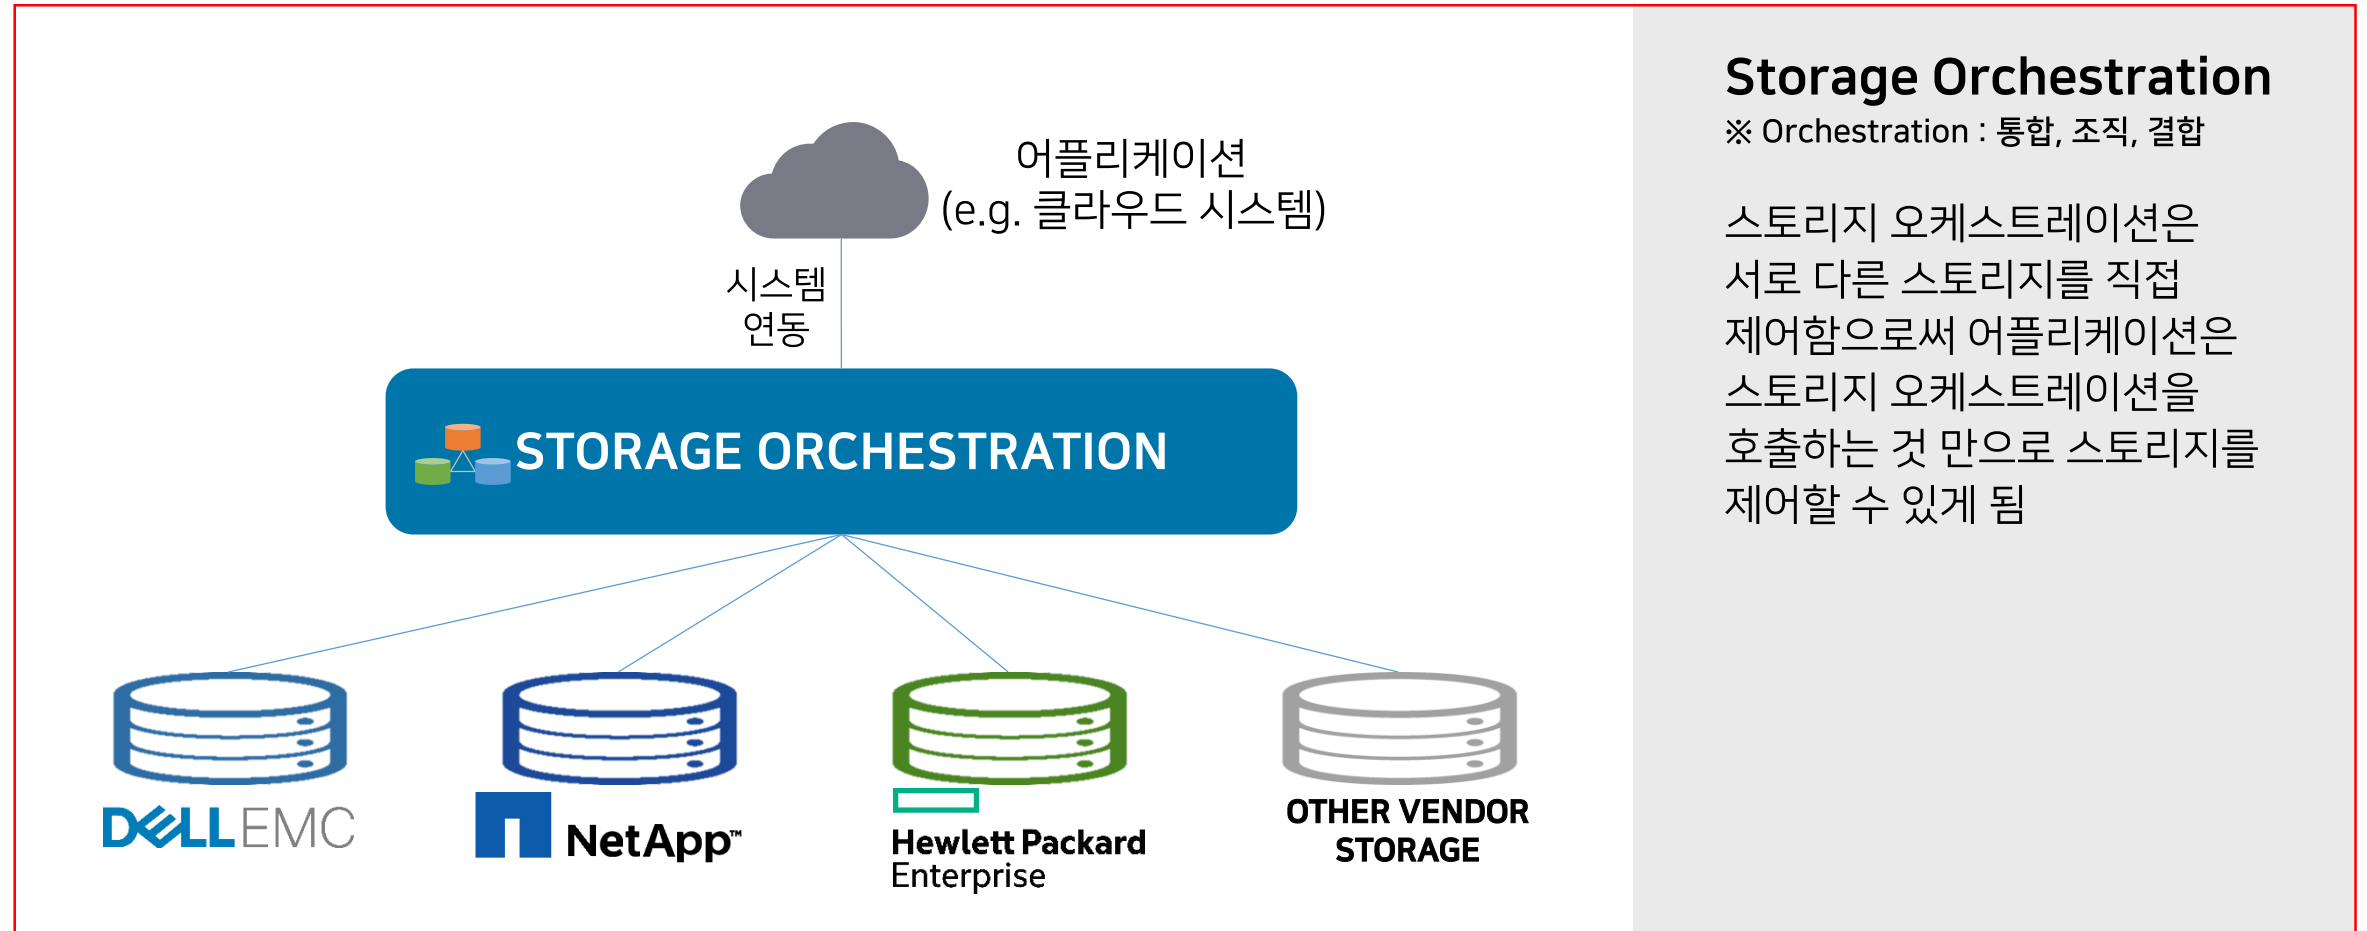 어플리케이션
(e.g. 클라우드 시스템)
시스템
연동
STORAGE ORCHESTRATION
DELL EMC
NetApp™
Hewlett Packard
Enterprise
OTHER VENDOR
STORAGE
Storage Orchestration
※ Orchestration : 통합, 조직, 결합
스토리지 오케스트레이션은
서로 다른 스토리지를 직접
제어함으로써 어플리케이션은
스토리지 오케스트레이션을
호출하는 것 만으로 스토리지를
제어할 수 있게 됨